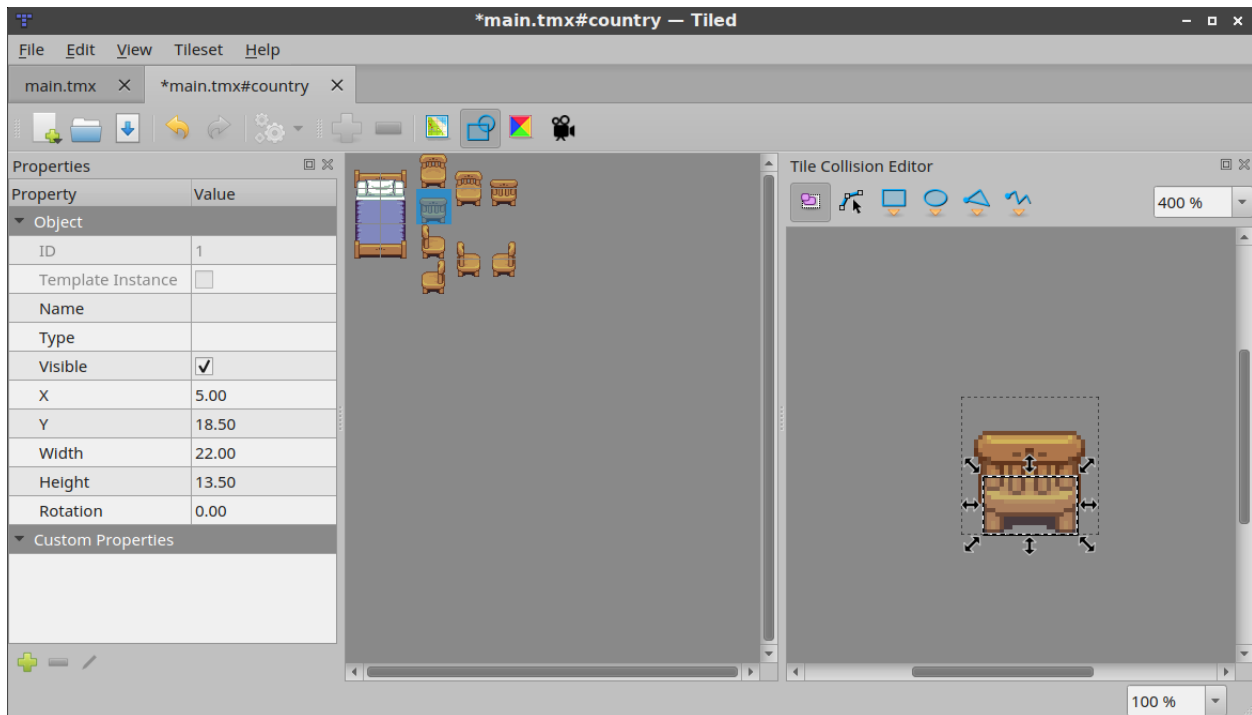 *main.tmx#country — Tiled
File Edit View Tileset Help
main.tmx *main.tmx#country
Properties
Property Value
Object
ID 1
Template Instance
Name
Type
Visible
X 5.00
Y 18.50
Width 22.00
Height 13.50
Rotation 0.00
Custom Properties
Tile Collision Editor
400 %
100 %